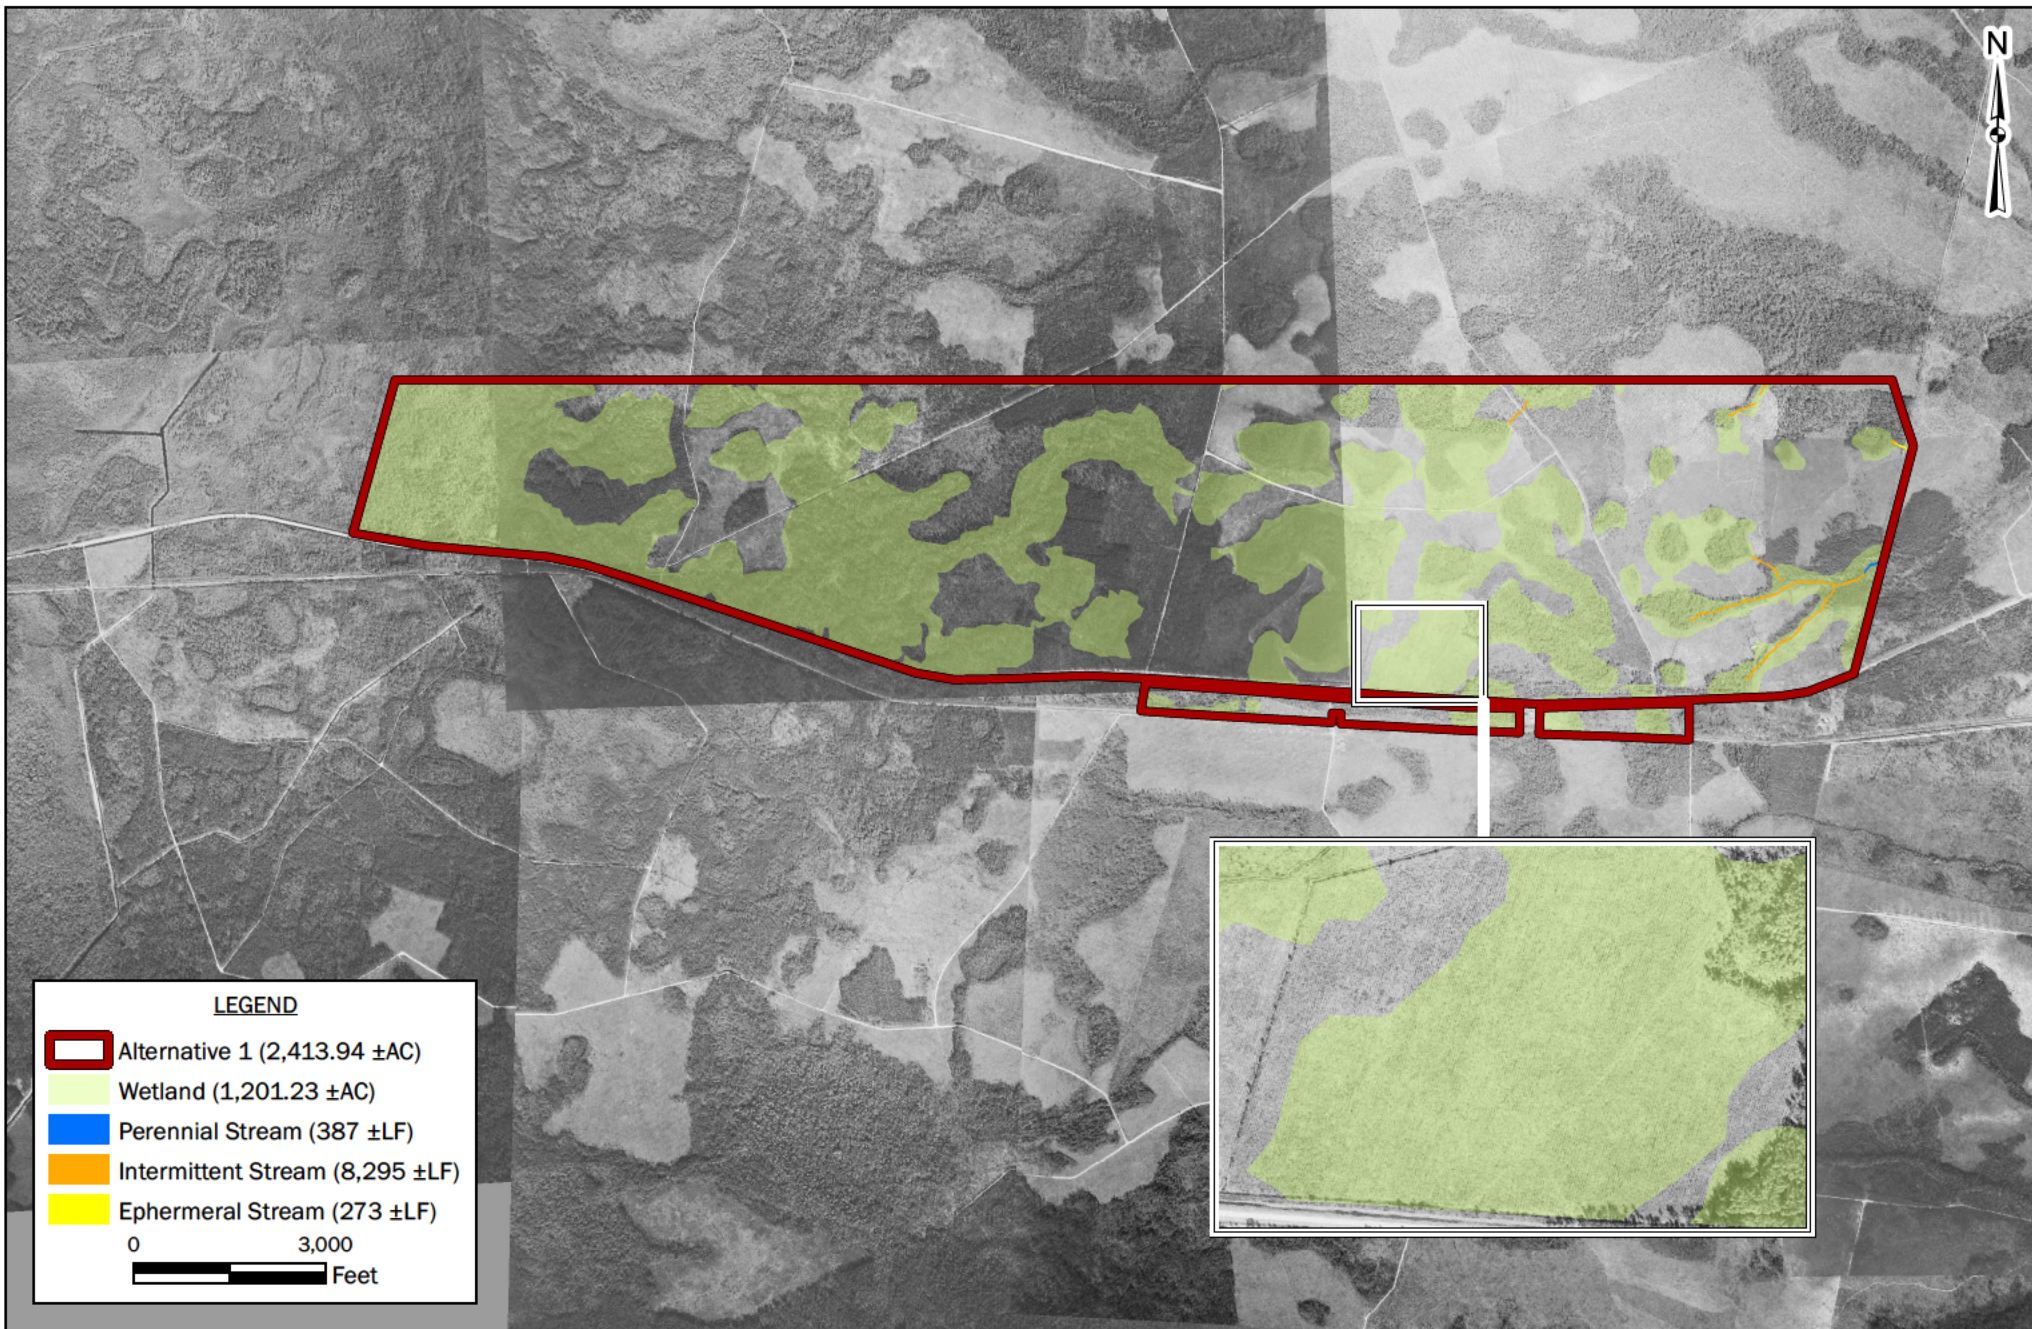 N
LEGEND
Alternative 1 (2,413.94 ±AC)
Wetland (1,201.23 ±AC)
Perennial Stream (387 ±LF)
Intermittent Stream (8,295 ±LF)
Ephermeral Stream (273 ±LF)
0 3,000
Feet